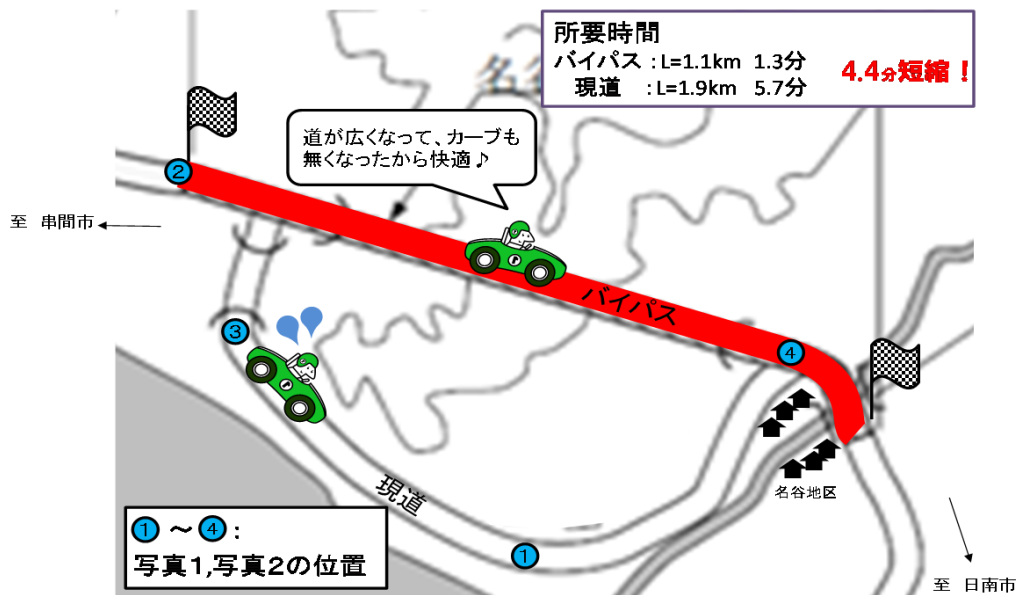 所要時間
バイパス：L=1.1km 1.3分
現道 ：L=1.9km 5.7分
4.4分短縮！
名
道が広くなって、カーブも
無くなったから快適♪
②
至 串間市
バイパス
③
④
現道
名谷地区
①
①～④：
写真1,写真2の位置
至 日南市